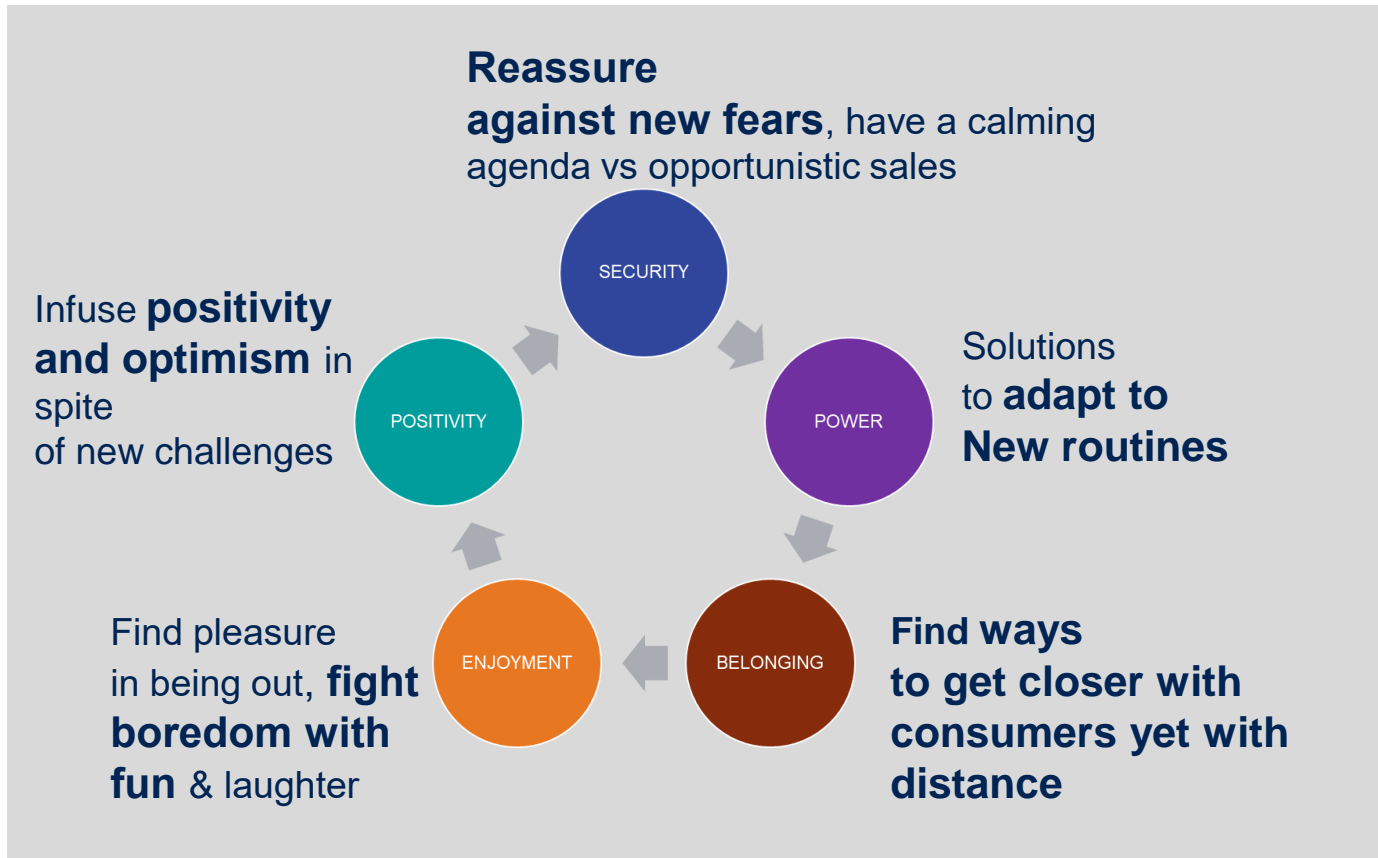 Reassure
against new fears, have a calming
agenda vs opportunistic sales
SECURITY
Infuse positivity
and optimism in
spite
of new challenges
POSITIVITY
POWER
Solutions
to adapt to
New routines
Find pleasure
in being out, fight
boredom with
fun & laughter
ENJOYMENT
BELONGING
Find ways
to get closer with
consumers yet with
distance